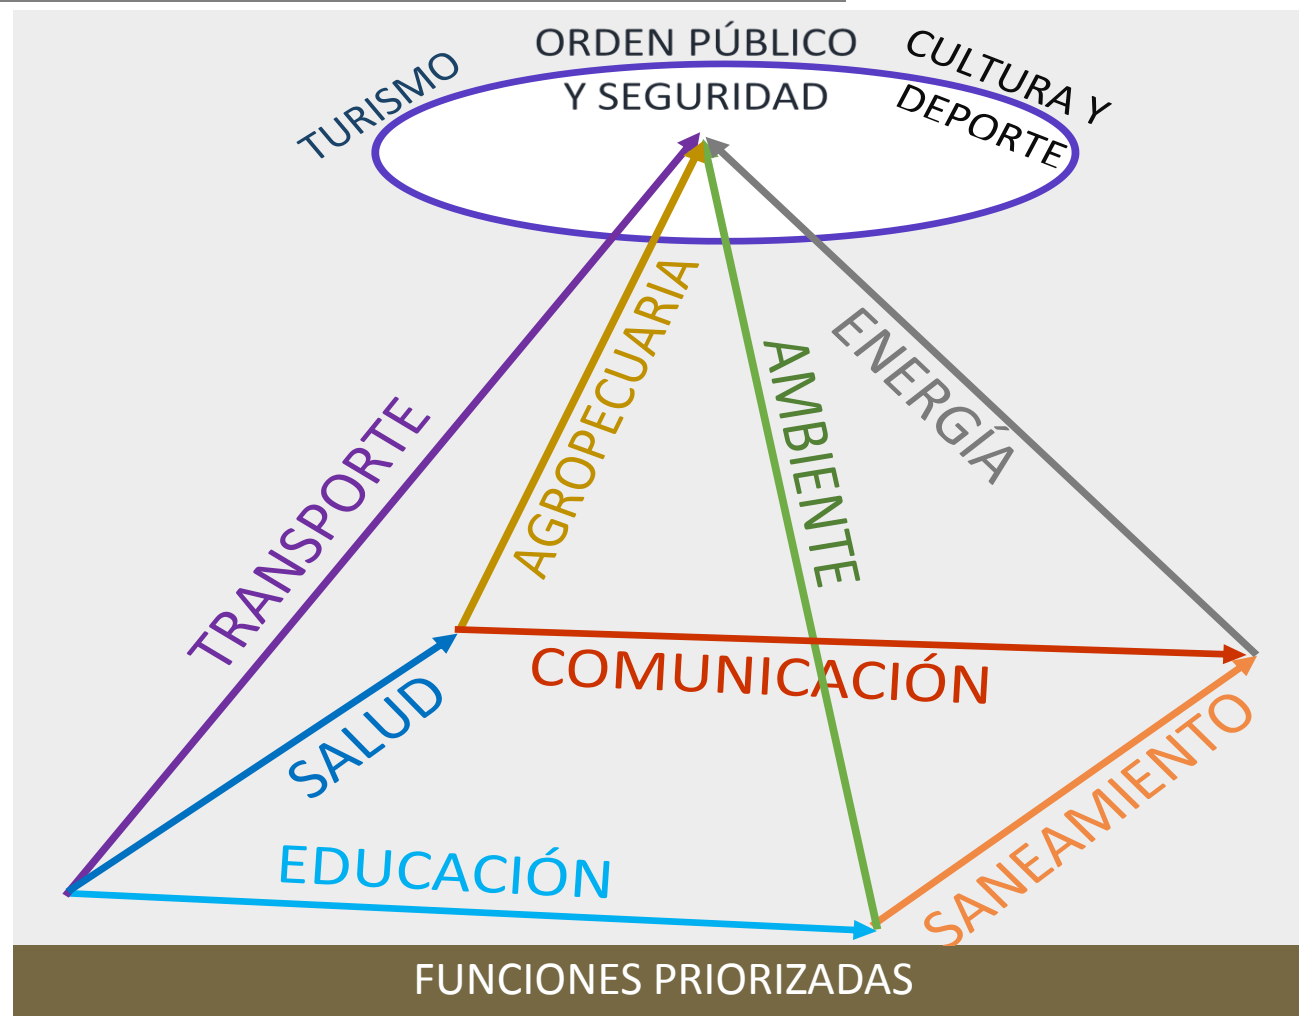 ORDEN PÚBLICO
Y SEGURIDAD
TURISMO
CULTURA Y
DEPORTE
TRANSPORTE
AGROPECUARIA
AMBIENTE
ENERGÍA
SALUD
COMUNICACIÓN
EDUCACIÓN
SANEAMIENTO
FUNCIONES PRIORIZADAS